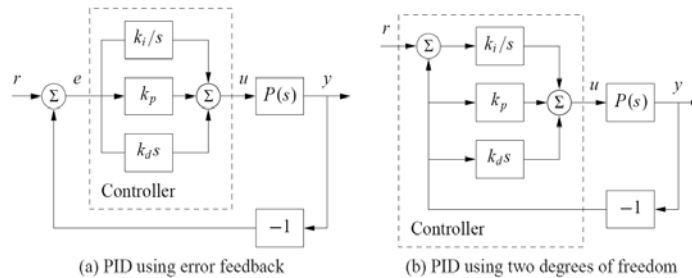 k_i/s
r
e
u
y
Σ
k_p
Σ
P(s)
k_d s
Controller
−1
(a) PID using error feedback
r
Σ
k_i/s
u
y
k_p
Σ
P(s)
k_d s
−1
Controller
(b) PID using two degrees of freedom